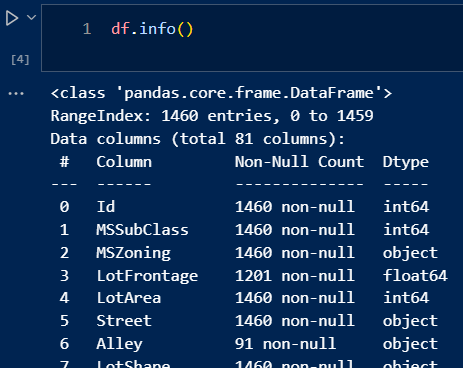 1 df.info()
[4]
... <class 'pandas.core.frame.DataFrame'>
RangeIndex: 1460 entries, 0 to 1459
Data columns (total 81 columns):
# Column Non-Null Count Dtype
--- ------ -------------- -----
0 Id 1460 non-null int64
1 MSSubClass 1460 non-null int64
2 MSZoning 1460 non-null object
3 LotFrontage 1201 non-null float64
4 LotArea 1460 non-null int64
5 Street 1460 non-null object
6 Alley 91 non-null object
7 LotShape 1460 non-null object